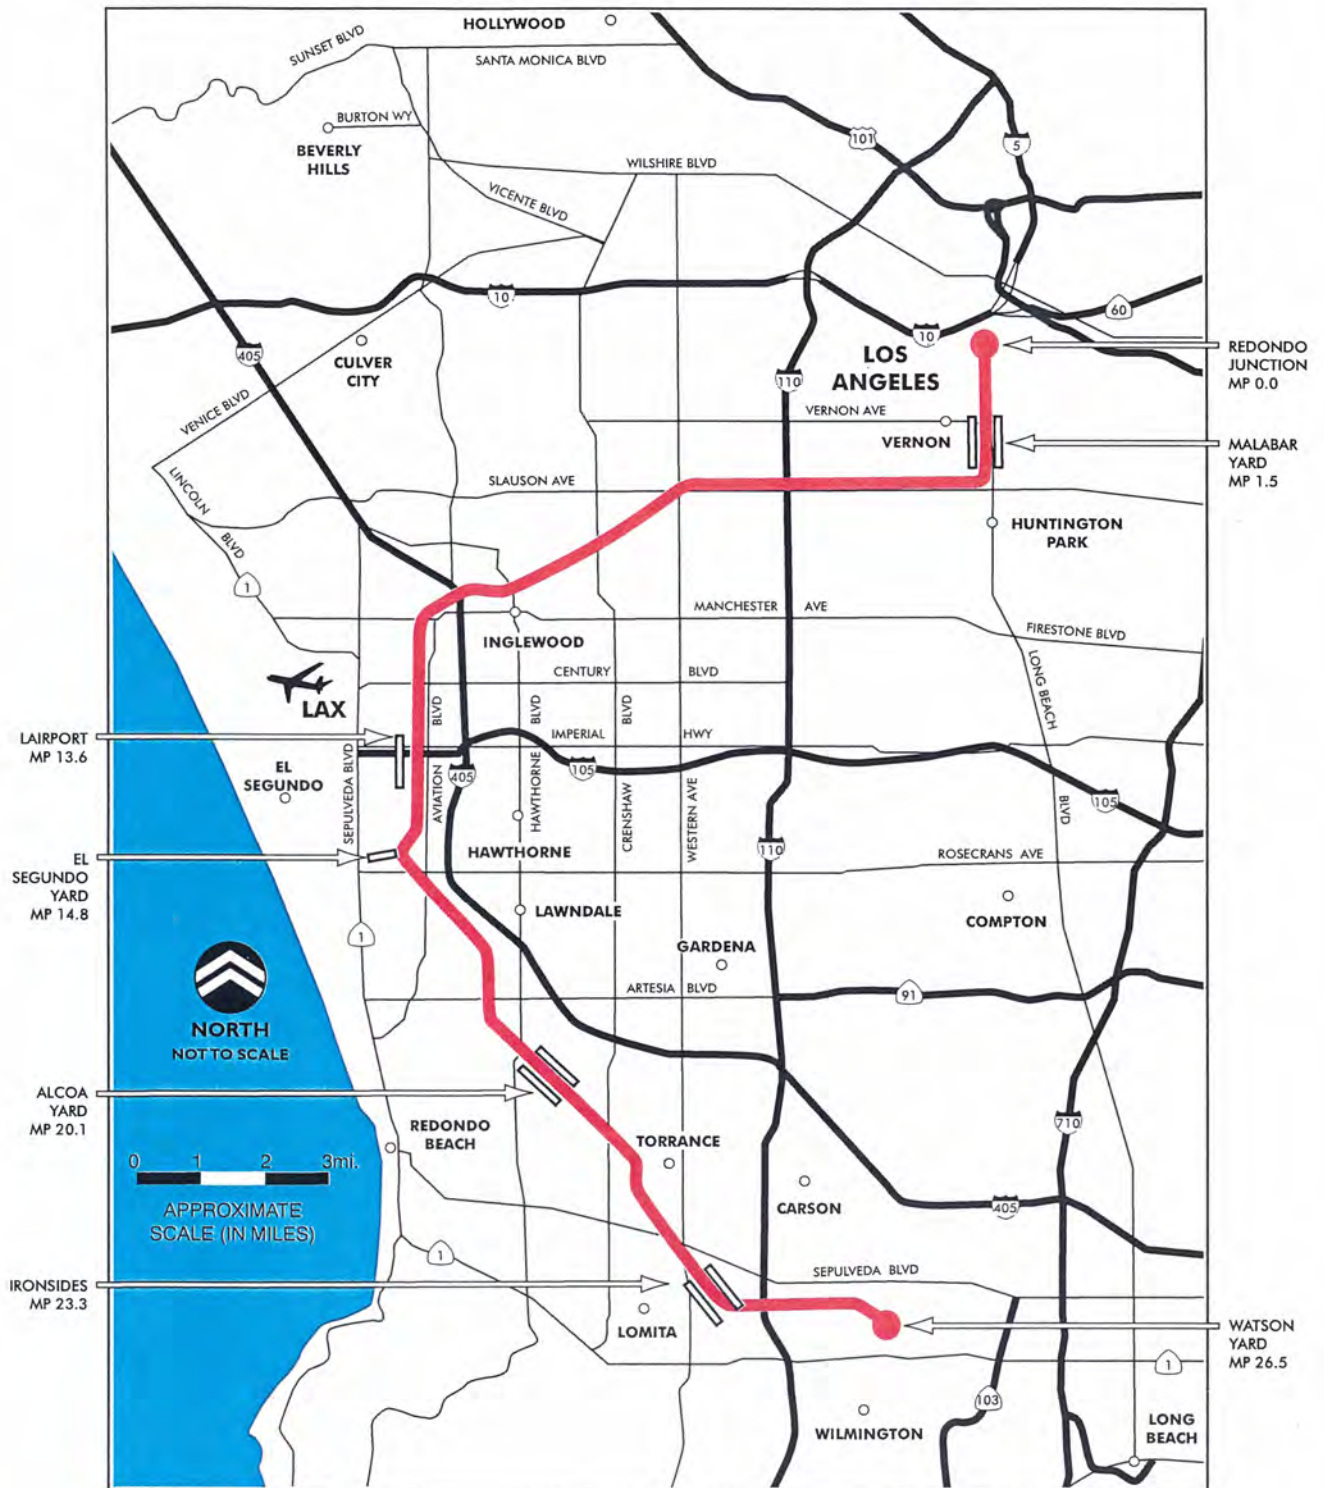 HOLLYWOOD
SUNSET BLVD
SANTA MONICA BLVD
BURTON WY
BEVERLY
HILLS
101
5
WILSHIRE BLVD
VICENTE BLVD
10
60
10
405
CULVER
CITY
LOS
ANGELES
REDONDO
JUNCTION
MP 0.0
110
VENICE BLVD
VERNON AVE
VERNON
MALABAR
YARD
MP 1.5
LINCOLN
BLVD
SLAUSON AVE
HUNTINGTON
PARK
1
MANCHESTER AVE
FIRESTONE BLVD
INGLEWOOD
CENTURY BLVD
LONG BEACH
BLVD
LAX
LAIRPORT
MP 13.6
SEPULVEDA BLVD
AVIATION BLVD
HAWTHORNE BLVD
CRENSHAW BLVD
WESTERN AVE
IMPERIAL HWY
EL
SEGUNDO
405
105
105
110
EL
SEGUNDO
YARD
MP 14.8
HAWTHORNE
ROSECRANS AVE
LAWNDALE
COMPTON
1
GARDENA
ARTESIA BLVD
91
NORTH
NOT TO SCALE
ALCOA
YARD
MP 20.1
REDONDO
BEACH
TORRANCE
710
0 1 2 3mi.
APPROXIMATE
SCALE (IN MILES)
CARSON
405
1
IRONSIDES
MP 23.3
SEPULVEDA BLVD
LOMITA
WATSON
YARD
MP 26.5
1
103
WILMINGTON
LONG
BEACH